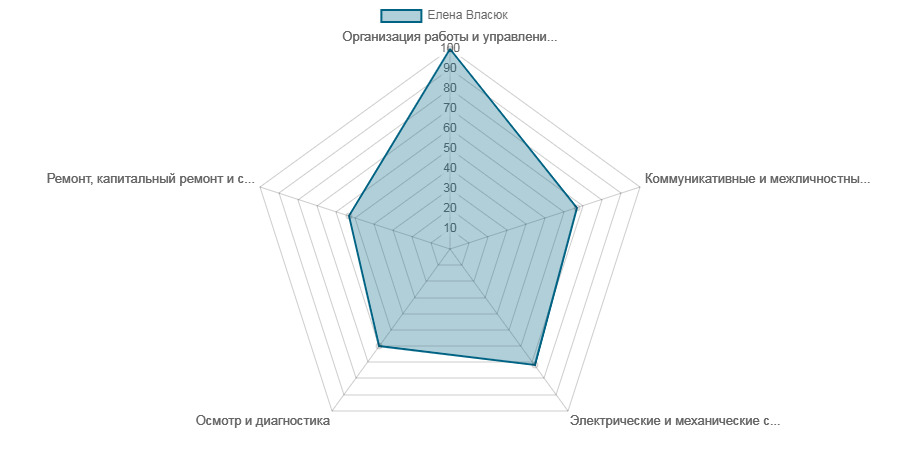 Елена Власюк
Организация работы и управлени...
100
90
80
70
60
50
40
30
20
10
Ремонт, капитальный ремонт и с...
Коммуникативные и межличностны...
Осмотр и диагностика
Электрические и механические с...